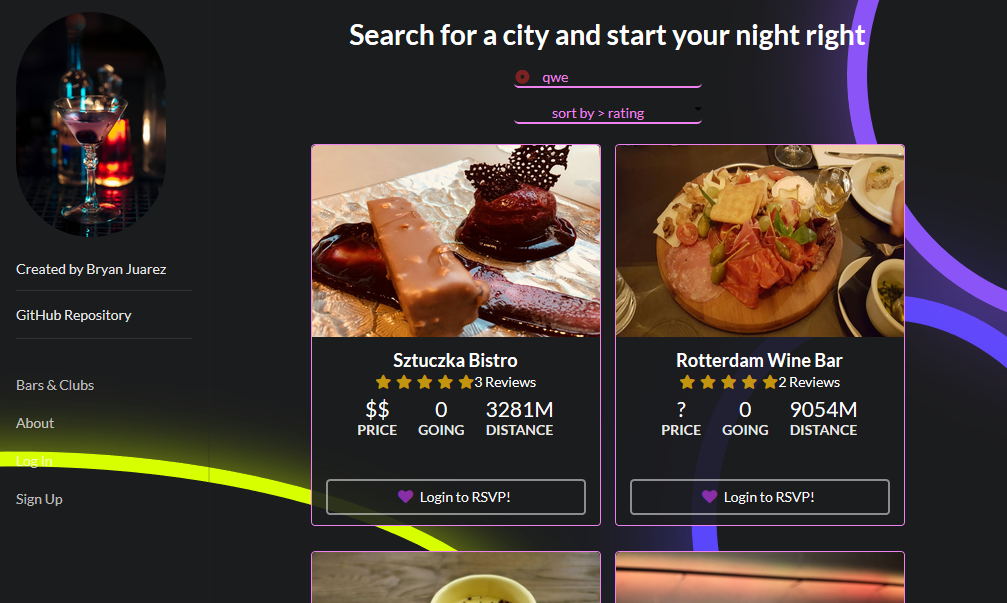 Search for a city and start your night right
qwe
sort by > rating
Created by Bryan Juarez
GitHub Repository
Bars & Clubs
About
Log In
Sign Up
Sztuczka Bistro
3 Reviews
$$ 0 3281M
PRICE GOING DISTANCE
Login to RSVP!
Rotterdam Wine Bar
2 Reviews
? 0 9054M
PRICE GOING DISTANCE
Login to RSVP!